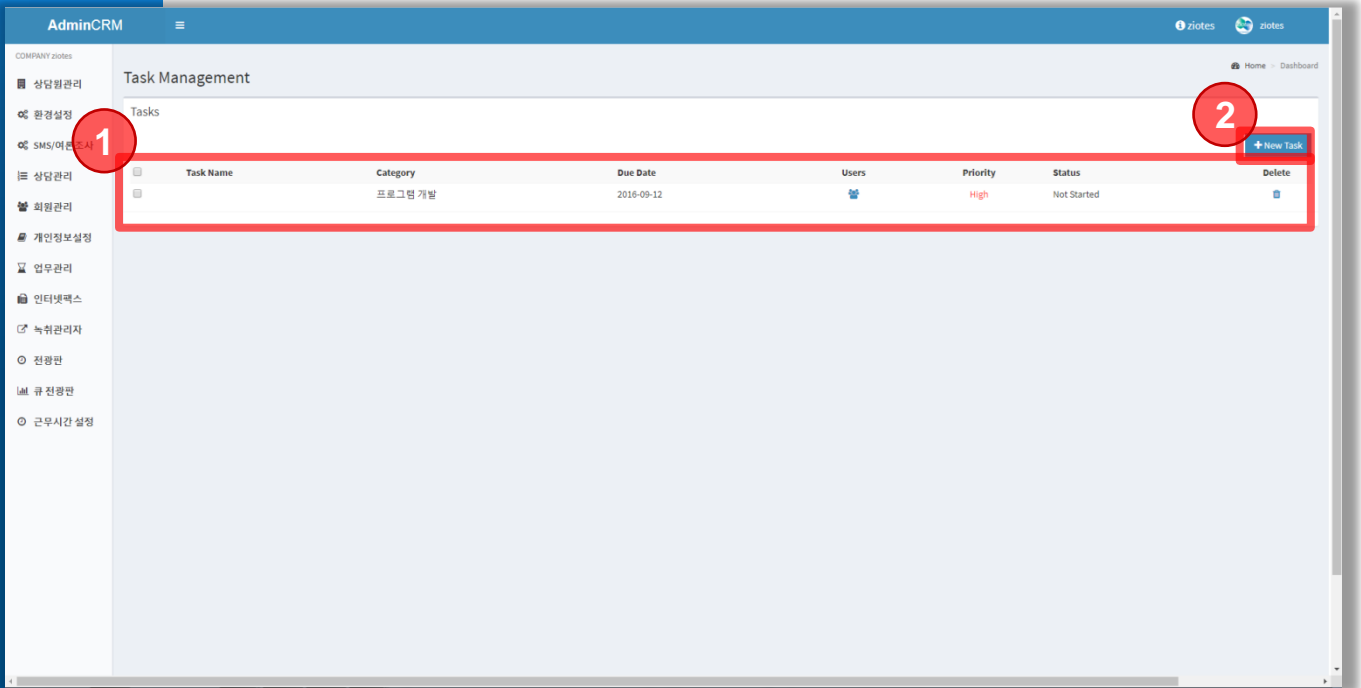 AdminCRM
ziotes
ziotes
COMPANY ziotes
Home > Dashboard
상담원관리
환경설정
SMS/여론조사
상담관리
회원관리
개인정보설정
업무관리
인터넷팩스
녹취관리자
전광판
큐 전광판
근무시간 설정
Task Management
Tasks
1
2
+ New Task
Task Name Category Due Date Users Priority Status Delete
프로그램 개발 2016-09-12 High Not Started